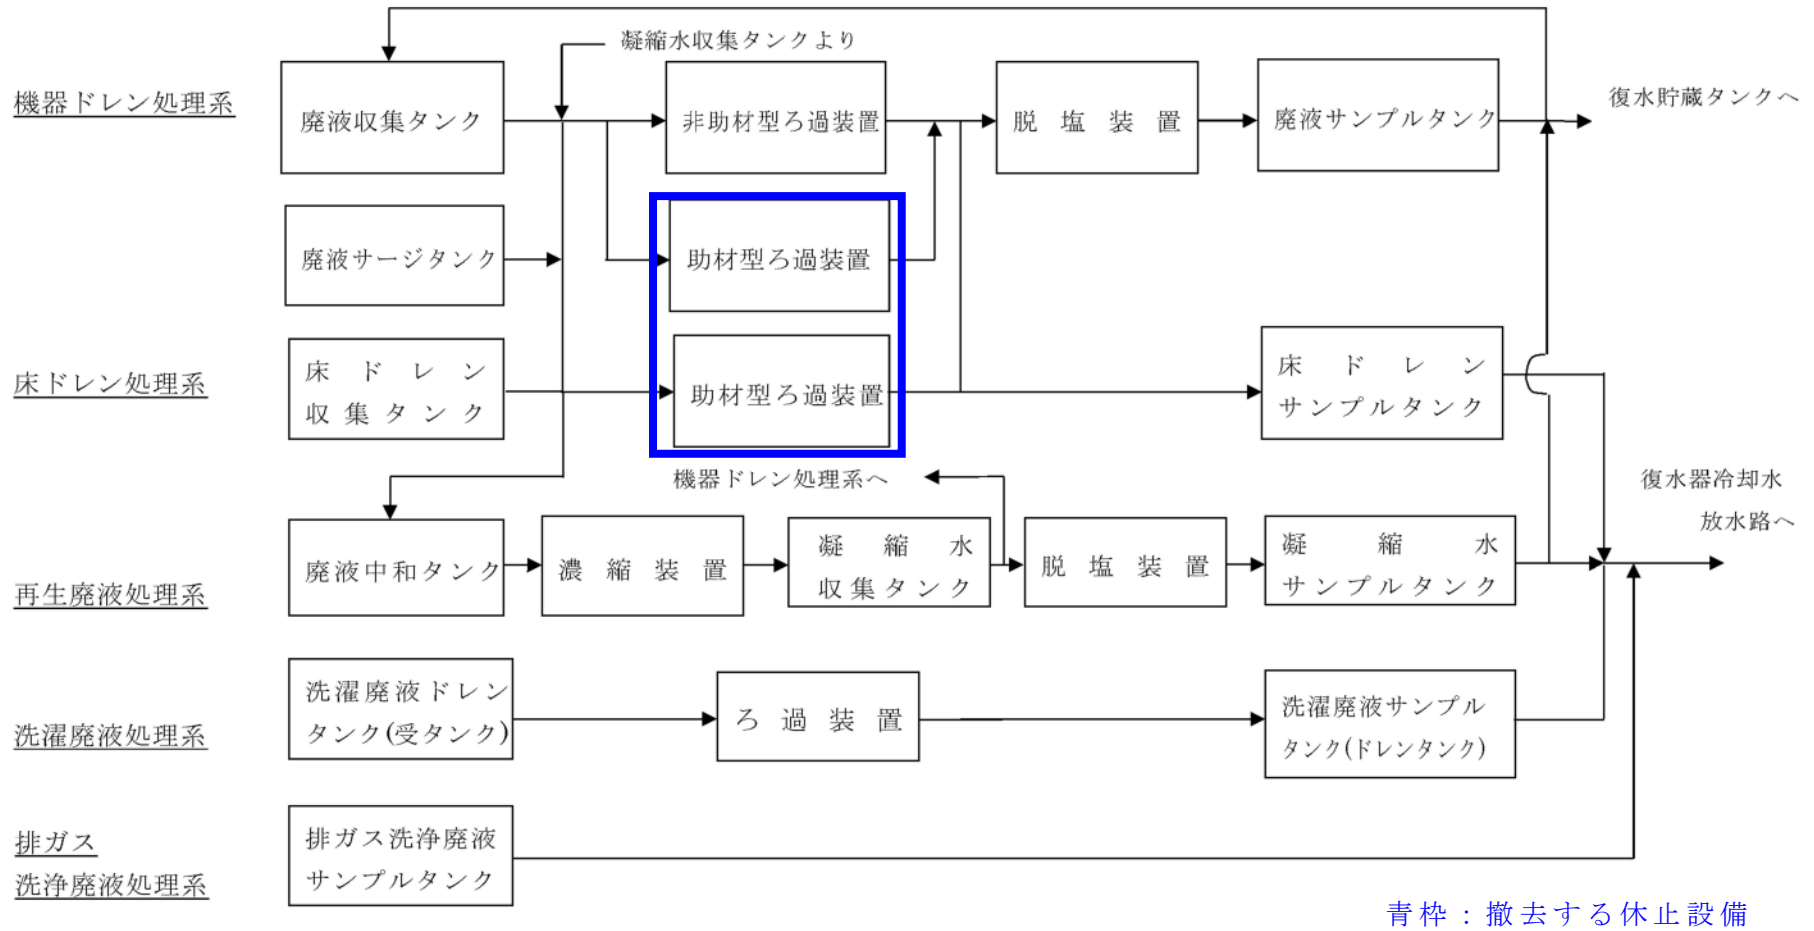 凝縮水収集タンクより
機器ドレン処理系
廃液収集タンク
非助材型ろ過装置
脱塩装置
廃液サンプルタンク
復水貯蔵タンクへ
廃液サージタンク
助材型ろ過装置
床ドレン処理系
床ドレン
収集タンク
助材型ろ過装置
床ドレン
サンプルタンク
機器ドレン処理系へ
復水器冷却水
放水路へ
再生廃液処理系
廃液中和タンク
濃縮装置
凝縮水
収集タンク
脱塩装置
凝縮水
サンプルタンク
洗濯廃液処理系
洗濯廃液ドレン
タンク(受タンク)
ろ過装置
洗濯廃液サンプル
タンク(ドレンタンク)
排ガス
洗浄廃液処理系
排ガス洗浄廃液
サンプルタンク
青枠：撤去する休止設備